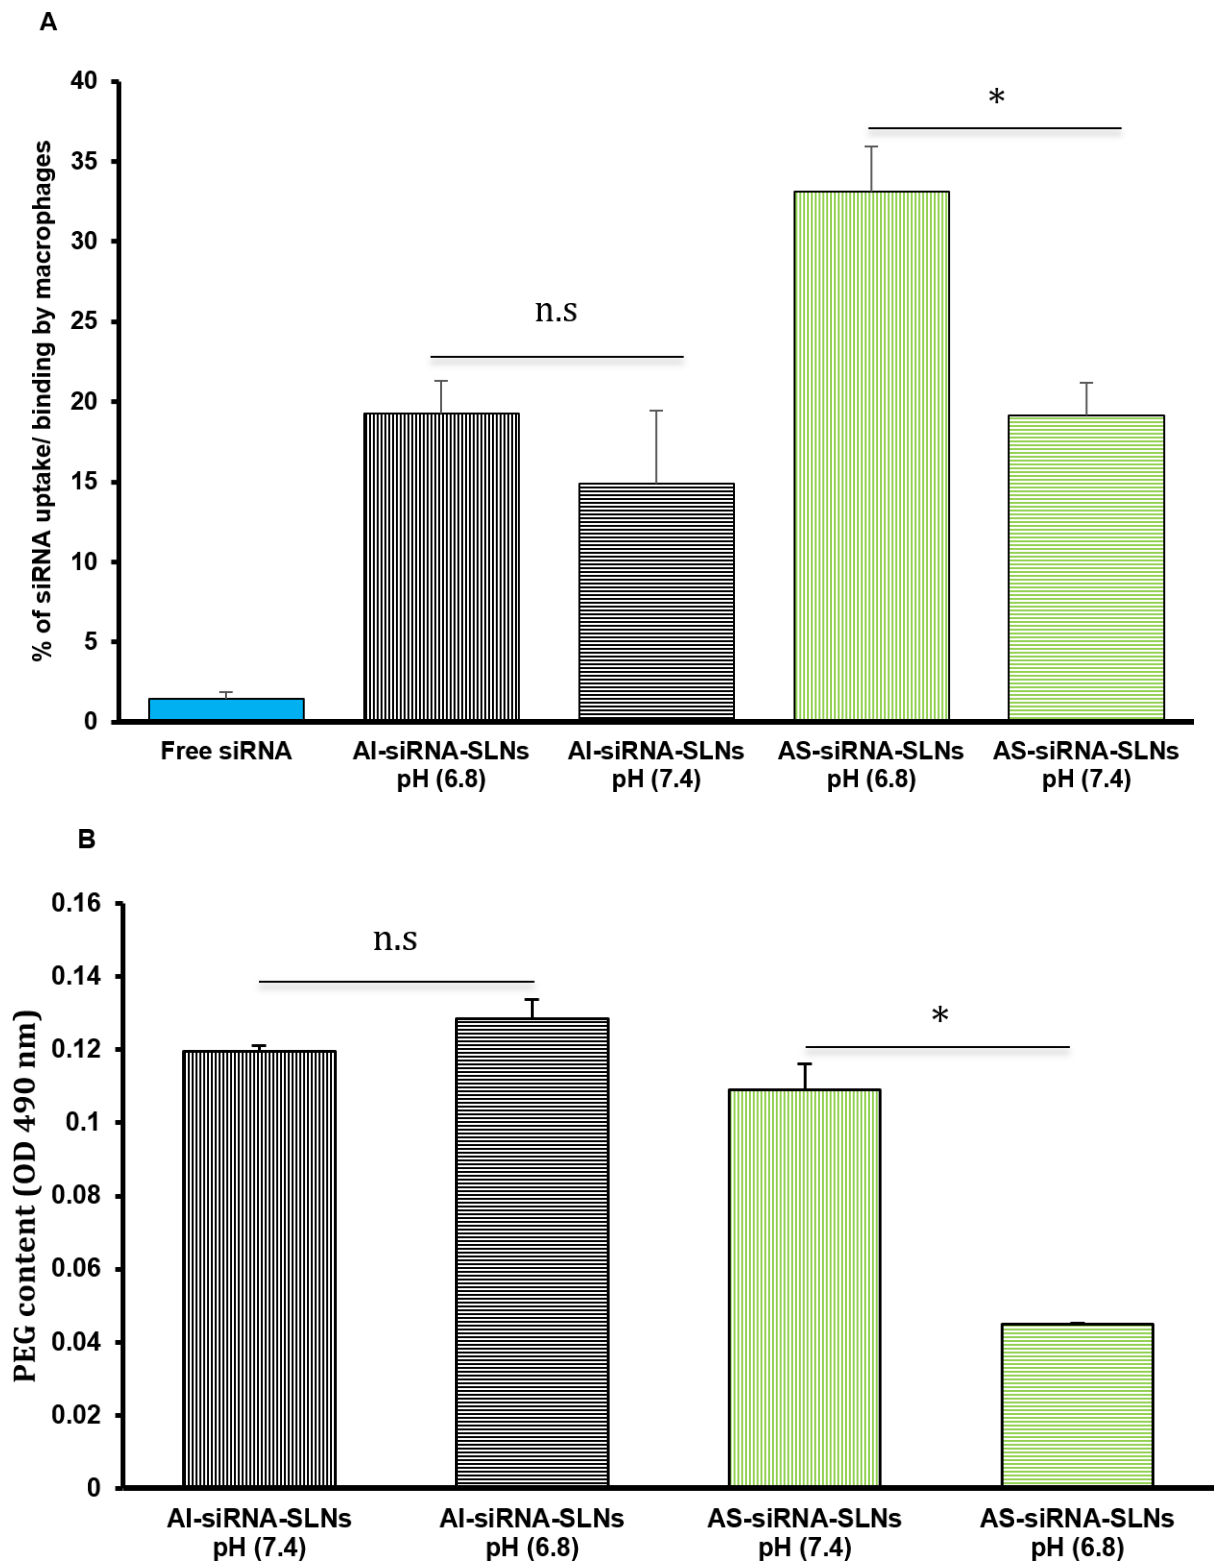 A
% of siRNA uptake/ binding by macrophages
40
35
30
25
20
15
10
5
0
n.s
*
Free siRNA
AI-siRNA-SLNs
pH (6.8)
AI-siRNA-SLNs
pH (7.4)
AS-siRNA-SLNs
pH (6.8)
AS-siRNA-SLNs
pH (7.4)
B
PEG content (OD 490 nm)
0.16
0.14
0.12
0.1
0.08
0.06
0.04
0.02
0
n.s
*
AI-siRNA-SLNs
pH (7.4)
AI-siRNA-SLNs
pH (6.8)
AS-siRNA-SLNs
pH (7.4)
AS-siRNA-SLNs
pH (6.8)